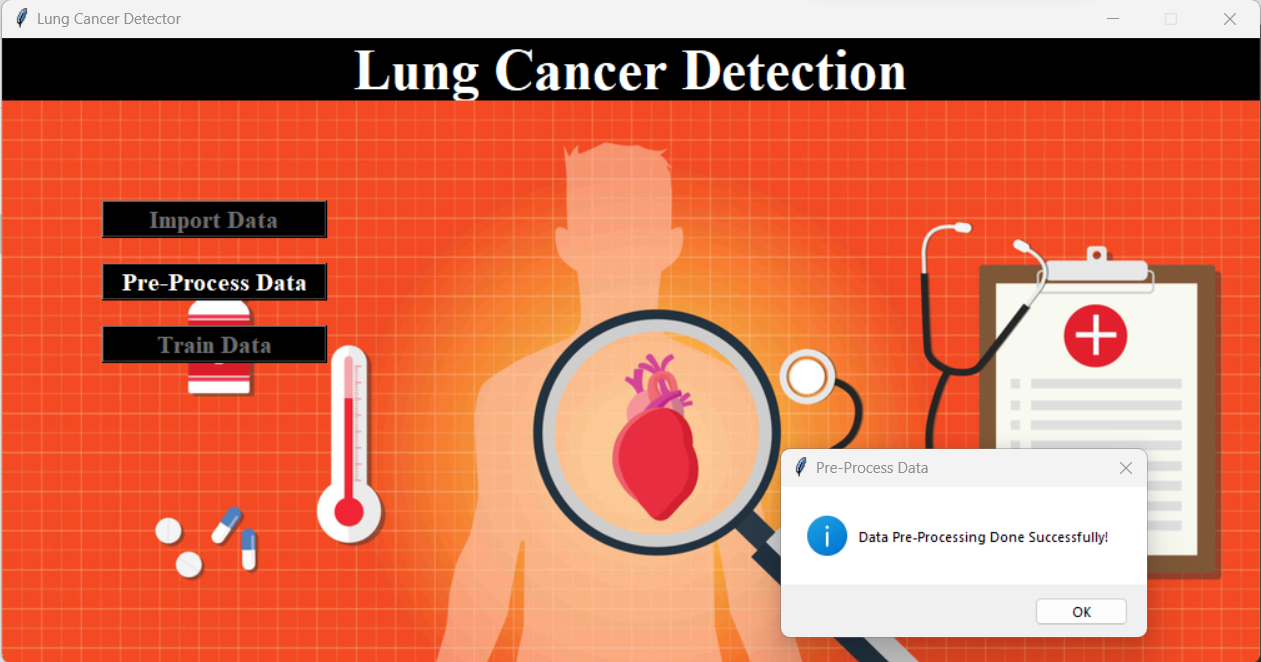 Lung Cancer Detector
Lung Cancer Detection
Import Data
Pre-Process Data
Train Data
Pre-Process Data
Data Pre-Processing Done Successfully!
OK